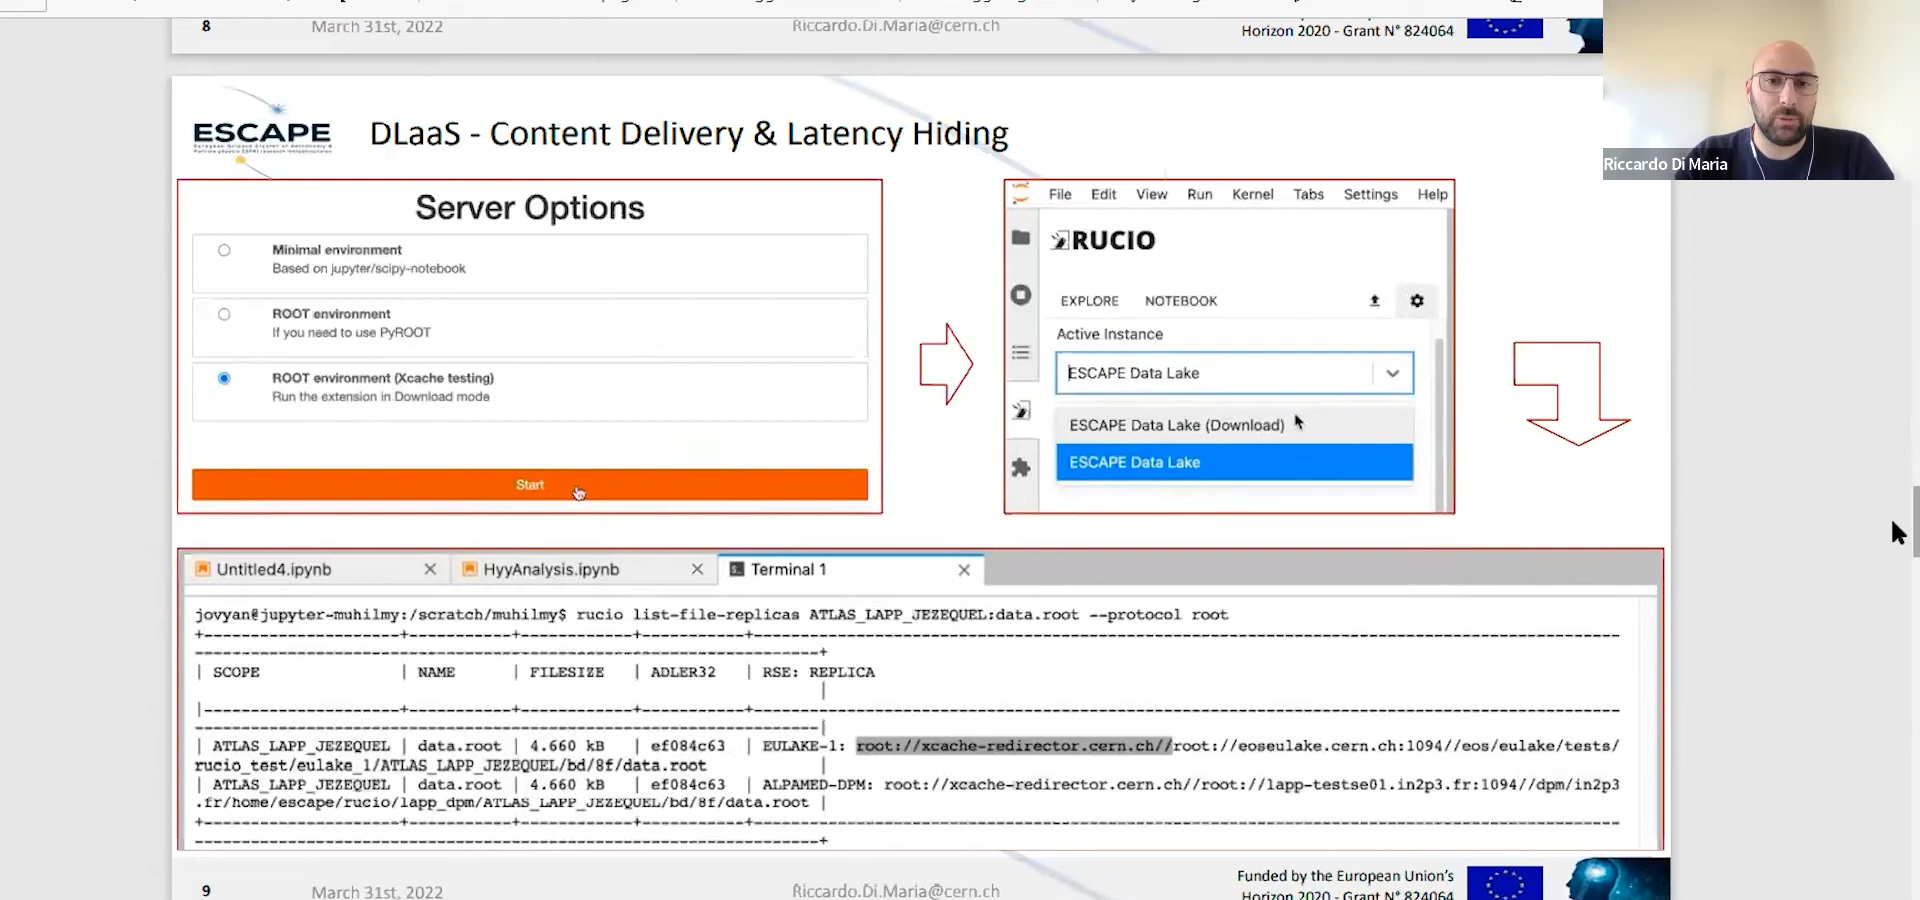 8
March 31st, 2022
Riccardo.Di.Maria@cern.ch
Horizon 2020 - Grant N° 824064
Riccardo Di Maria
ESCAPE
DLaaS - Content Delivery & Latency Hiding
Server Options
Minimal environment
Based on jupyter/scipy-notebook
ROOT environment
If you need to use PyROOT
ROOT environment (Xcache testing)
Run the extension in Download mode
Start
File Edit View Run Kernel Tabs Settings Help
RUCIO
EXPLORE NOTEBOOK
Active Instance
ESCAPE Data Lake
ESCAPE Data Lake (Download)
ESCAPE Data Lake
Untitled4.ipynb HyyAnalysis.ipynb Terminal 1
jovyan@jupyter-muhilmy:/scratch/muhilmy$ rucio list-file-replicas ATLAS_LAPP_JEZEQUEL:data.root --protocol root
| SCOPE | NAME | FILESIZE | ADLER32 | RSE: REPLICA
|
| ATLAS_LAPP_JEZEQUEL | data.root | 4.660 kB | ef084c63 | EULAKE-1: root://xcache-redirector.cern.ch//root://eoseulake.cern.ch:1094//eos/eulake/tests/
rucio_test/eulake_1/ATLAS_LAPP_JEZEQUEL/bd/8f/data.root |
| ATLAS_LAPP_JEZEQUEL | data.root | 4.660 kB | ef084c63 | ALPAMED-DPM: root://xcache-redirector.cern.ch//root://lapp-testse01.in2p3.fr:1094//dpm/in2p3
.fr/home/escape/rucio/lapp_dpm/ATLAS_LAPP_JEZEQUEL/bd/8f/data.root |
9
March 31st, 2022
Riccardo.Di.Maria@cern.ch
Funded by the European Union's
Horizon 2020 - Grant N° 824064